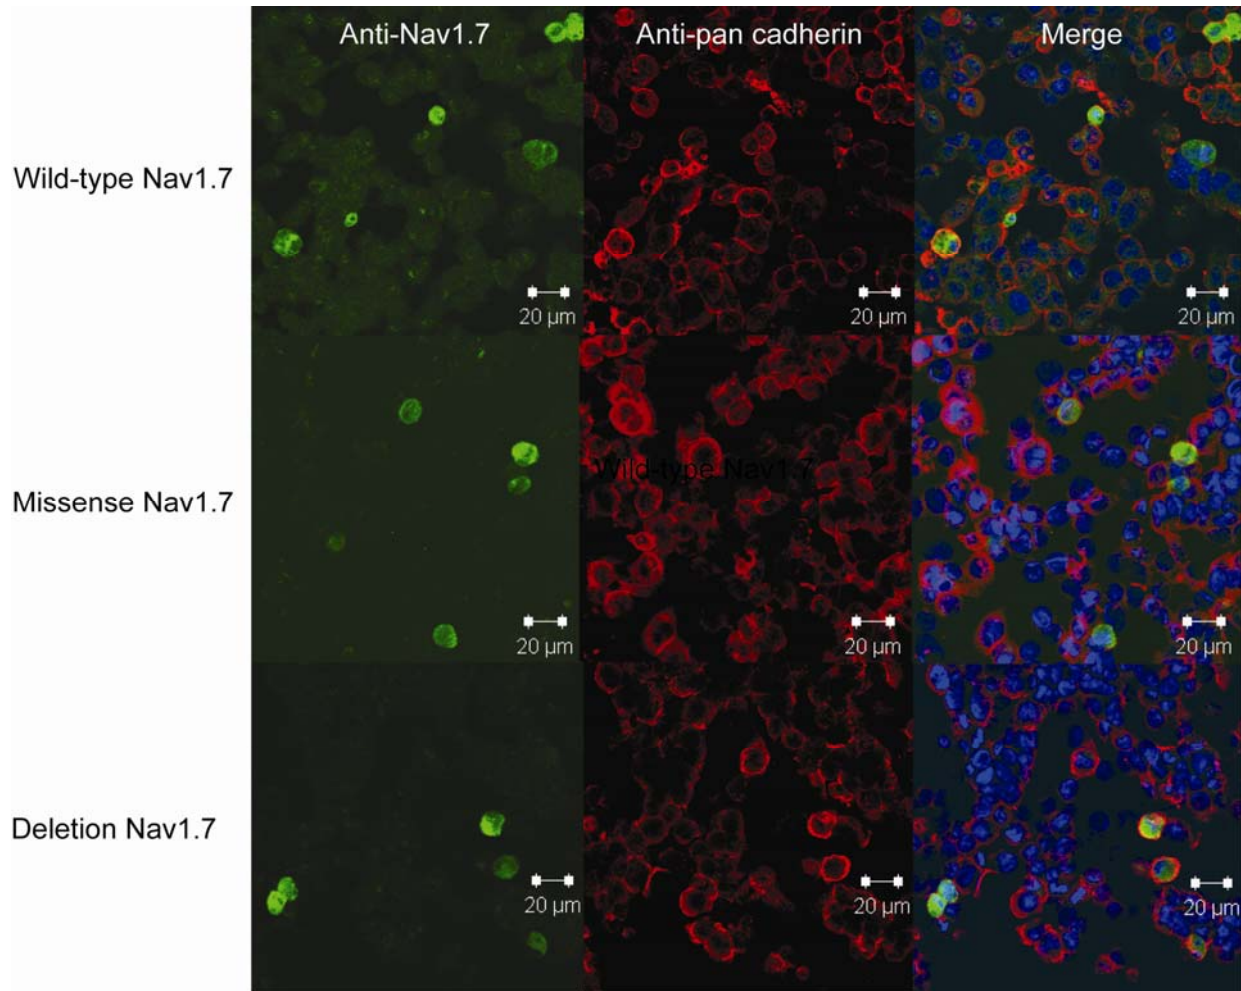 Anti-Nav1.7 Anti-pan cadherin Merge
Wild-type Nav1.7
20 µm 20 µm 20 µm
Wild-type Nav1.7
Missense Nav1.7
20 µm 20 µm 20 µm
Deletion Nav1.7
20 µm 20 µm 20 µm